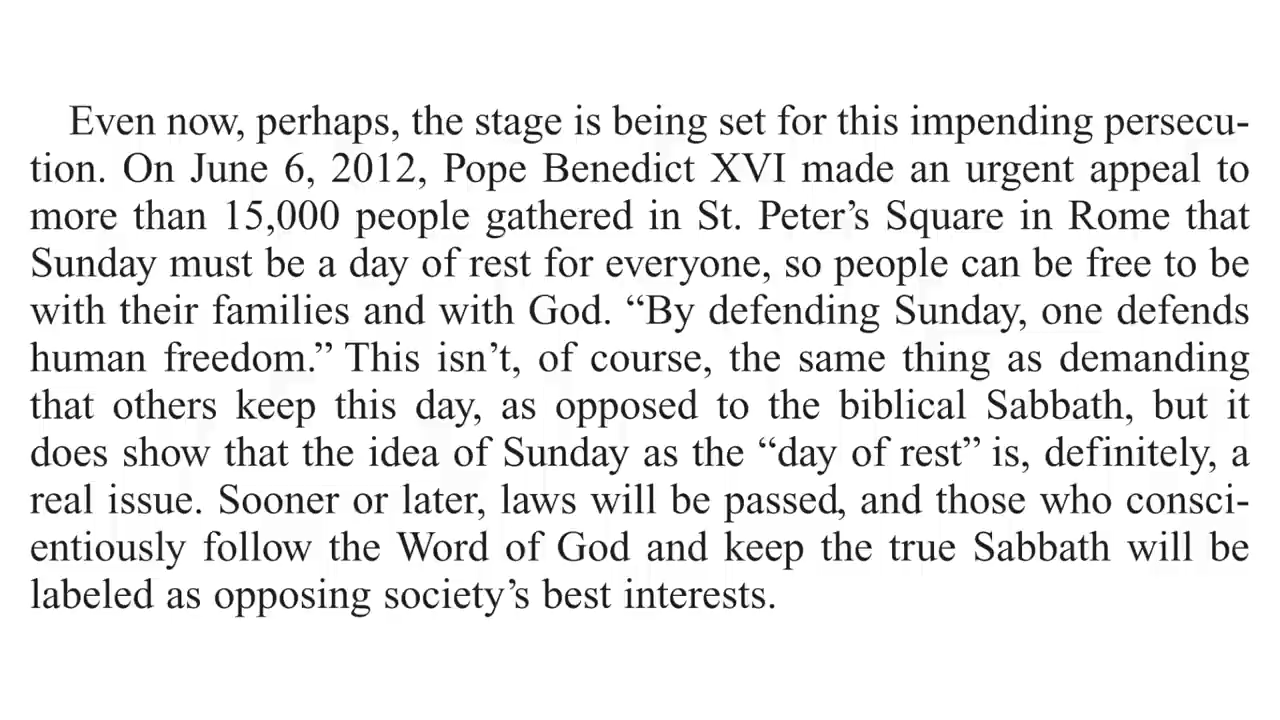 Even now, perhaps, the stage is being set for this impending persecu-
tion. On June 6, 2012, Pope Benedict XVI made an urgent appeal to
more than 15,000 people gathered in St. Peter’s Square in Rome that
Sunday must be a day of rest for everyone, so people can be free to be
with their families and with God. “By defending Sunday, one defends
human freedom.” This isn’t, of course, the same thing as demanding
that others keep this day, as opposed to the biblical Sabbath, but it
does show that the idea of Sunday as the “day of rest” is, definitely, a
real issue. Sooner or later, laws will be passed, and those who consci-
entiously follow the Word of God and keep the true Sabbath will be
labeled as opposing society’s best interests.